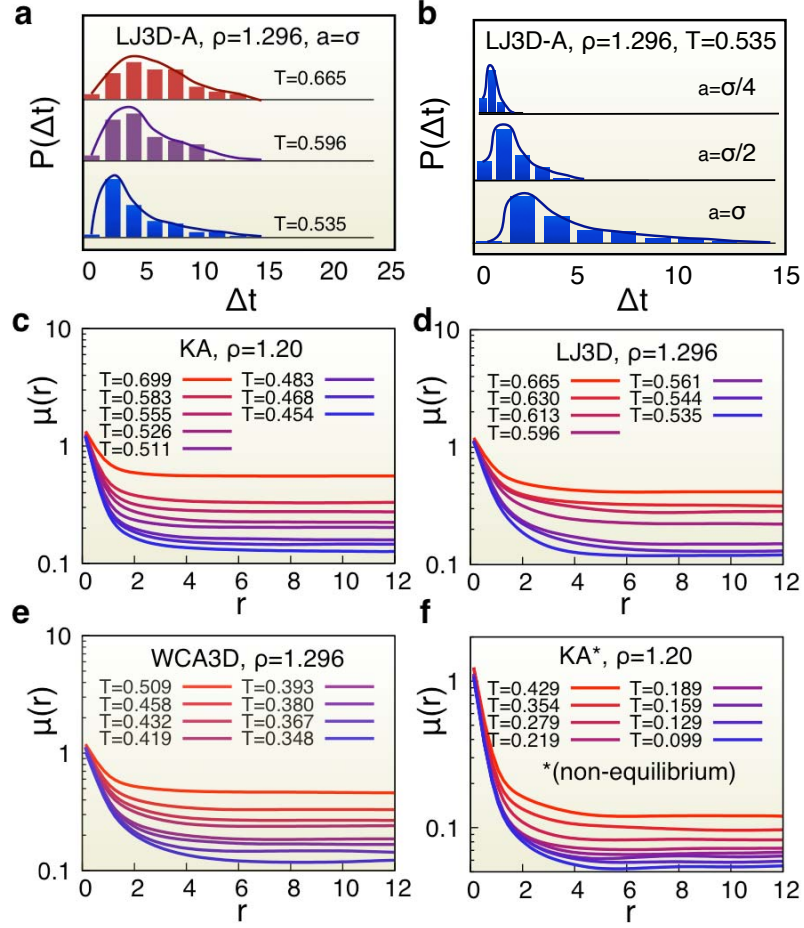 a
LJ3D-A, ρ=1.296, a=σ
T=0.665
T=0.596
T=0.535
P(Δt)
0 5 10 15 20 25
Δt
b
LJ3D-A, ρ=1.296, T=0.535
a=σ/4
a=σ/2
a=σ
P(Δt)
0 5 10 15
Δt
c
KA, ρ=1.20
T=0.699 T=0.483
T=0.583 T=0.468
T=0.555 T=0.454
T=0.526
T=0.511
μ(r)
10
1
0.1
0 2 4 6 8 10 12
r
d
LJ3D, ρ=1.296
T=0.665 T=0.561
T=0.630 T=0.544
T=0.613 T=0.535
T=0.596
μ(r)
10
1
0.1
0 2 4 6 8 10 12
r
e
WCA3D, ρ=1.296
T=0.509 T=0.393
T=0.458 T=0.380
T=0.432 T=0.367
T=0.419 T=0.348
μ(r)
10
1
0.1
0 2 4 6 8 10 12
r
f
KA*, ρ=1.20
T=0.429 T=0.189
T=0.354 T=0.159
T=0.279 T=0.129
T=0.219 T=0.099
*(non-equilibrium)
μ(r)
1
0.1
0 2 4 6 8 10 12
r